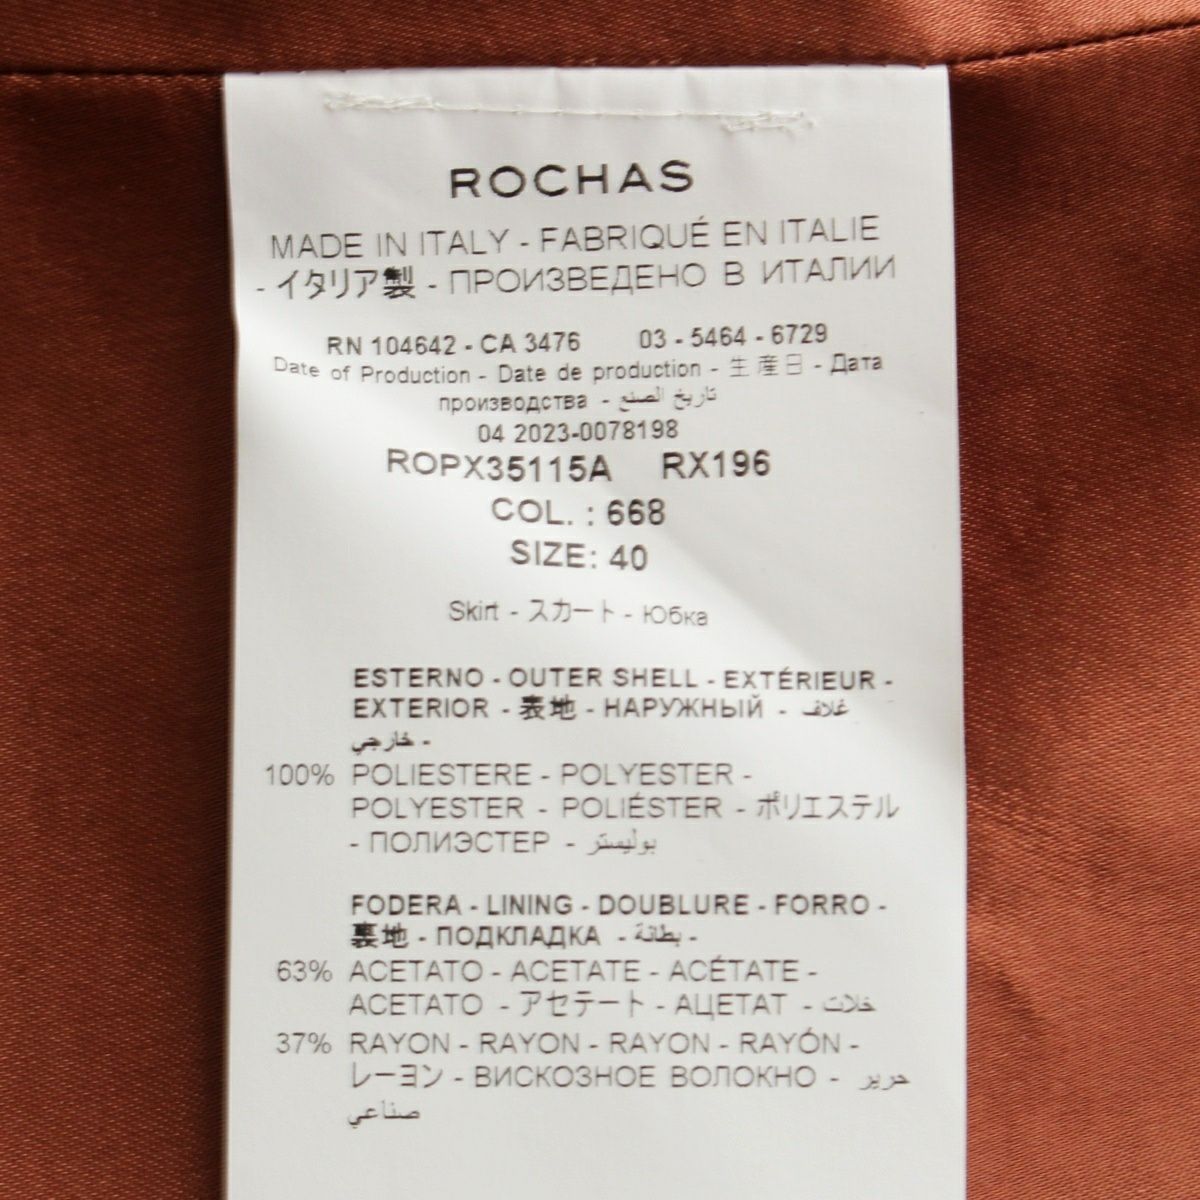 ROCHAS
MADE IN ITALY - FABRIQUÉ EN ITALIE
- イタリア製 - ПРОИЗВЕДЕНО В ИТАЛИИ
RN 104642 - CA 3476 03 - 5464 - 6729
Date of Production - Date de production - 生産日 - Дата
производства - تاريخ الصنع
04 2023-0078198
ROPX35115A RX196
COL. : 668
SIZE: 40
Skirt - スカート - Юбка
ESTERNO - OUTER SHELL - EXTÉRIEUR -
EXTERIOR - 表地 - НАРУЖНЫЙ - غلاف
خارجي -
100% POLIESTERE - POLYESTER -
POLYESTER - POLIÉSTER - ポリエステル
- ПОЛИЭСТЕР - بوليستر
FODERA - LINING - DOUBLURE - FORRO -
裏地 - ПОДКЛАДКА - بطانة -
63% ACETATO - ACETATE - ACÉTATE -
ACETATO - アセテート - АЦЕТАТ - خلات
37% RAYON - RAYON - RAYON - RAYÓN -
レーヨン - ВИСКОЗНОЕ ВОЛОКНО - حرير
صناعي